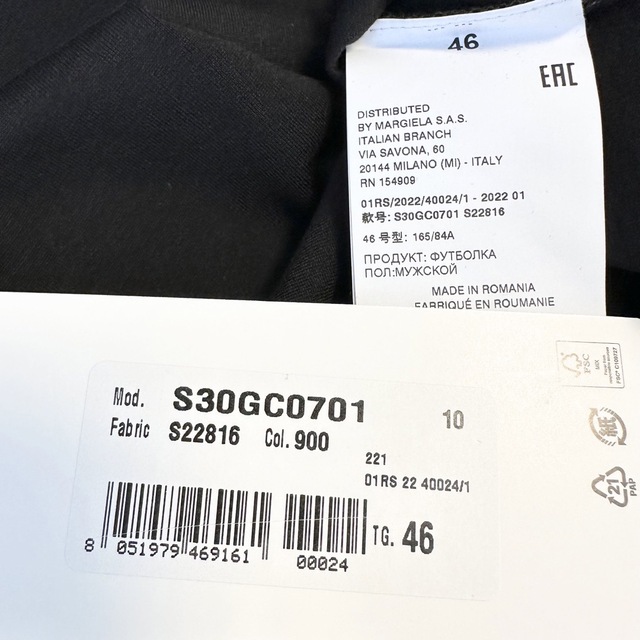 46
EAC
DISTRIBUTED
BY MARGIELA S.A.S.
ITALIAN BRANCH
VIA SAVONA, 60
20144 MILANO (MI) - ITALY
RN 154909
01RS/2022/40024/1 - 2022 01
款号: S30GC0701 S22816
46 号型: 165/84A
ПРОДУКТ: ФУТБОЛКА
ПОЛ:МУЖСКОЙ
MADE IN ROMANIA
FABRIQUÉ EN ROUMANIE
Mod. S30GC0701 10
Fabric S22816 Col. 900
221
01RS 22 40024/1
TG. 46
8 051979 469161 00024
FSC
MIX
紙
21
PAP